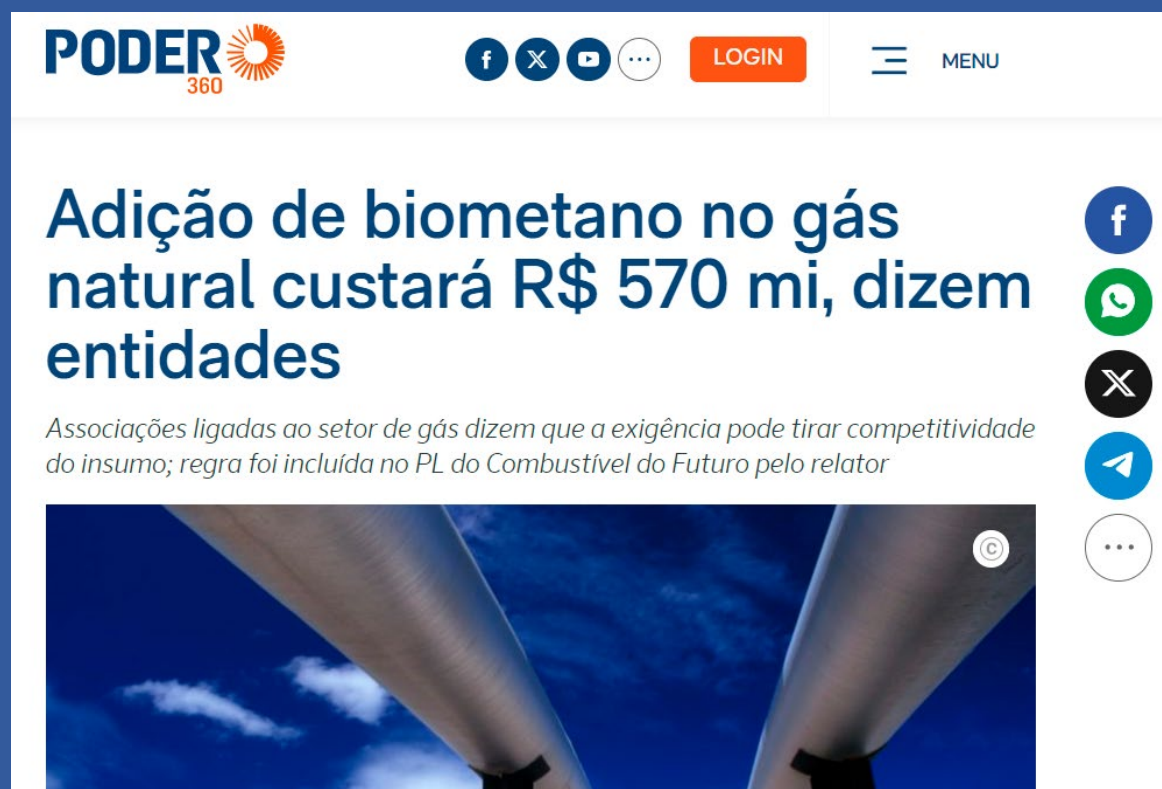 PODER
360
LOGIN
MENU
Adição de biometano no gás
natural custará R$ 570 mi, dizem
entidades
Associações ligadas ao setor de gás dizem que a exigência pode tirar competitividade
do insumo; regra foi incluída no PL do Combustível do Futuro pelo relator
©